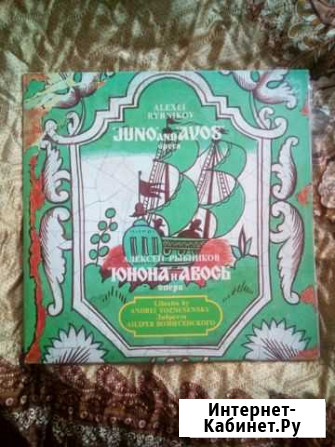 ALEXEI
RYBNIKOV
JUNO AND AVOS'
opera
АЛЕКСЕЙ РЫБНИКОВ
ЮНОНА И АВОСЬ
опера
Libretto by
ANDREI VOZNESENSKY
Либретто
АНДРЕЯ ВОЗНЕСЕНСКОГО
Интернет-
Кабинет.Ру